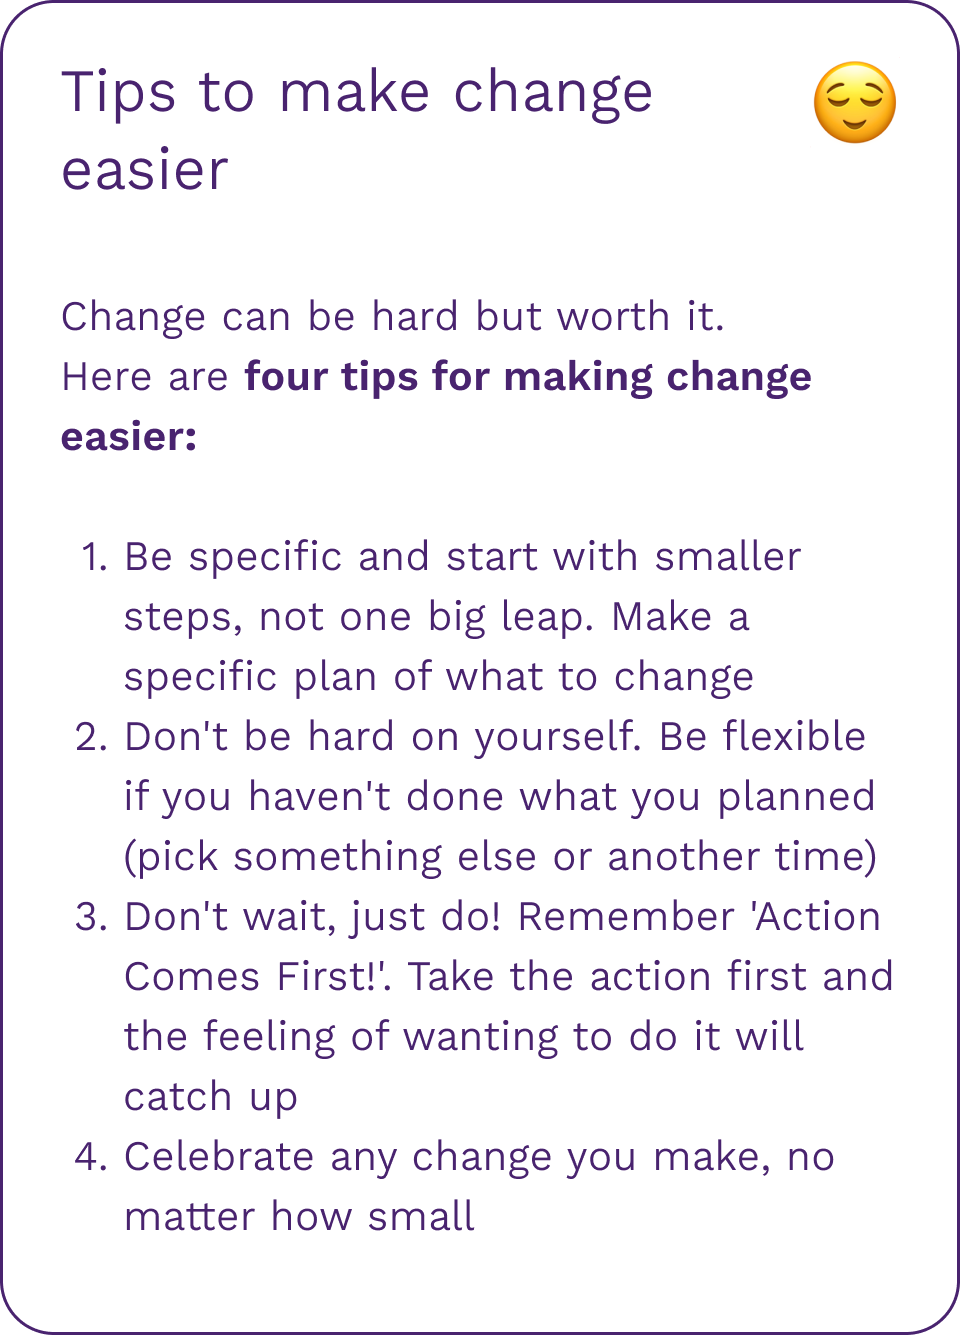 Tips to make change
easier
Change can be hard but worth it.
Here are four tips for making change
easier:
1. Be specific and start with smaller
steps, not one big leap. Make a
specific plan of what to change
2. Don't be hard on yourself. Be flexible
if you haven't done what you planned
(pick something else or another time)
3. Don't wait, just do! Remember 'Action
Comes First!'. Take the action first and
the feeling of wanting to do it will
catch up
4. Celebrate any change you make, no
matter how small